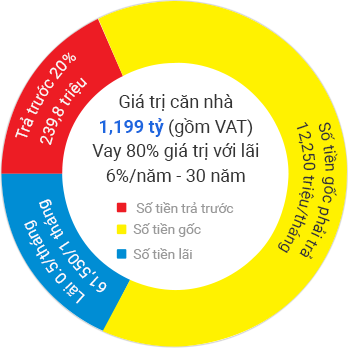 Trả trước 20%
239,8 triệu
Giá trị căn nhà
1,199 tỷ (gồm VAT)
Vay 80% giá trị với lãi
6%/năm - 30 năm
Số tiền trả trước
Số tiền gốc
Số tiền lãi
Số tiền gốc phải trả
12,250 triệu/tháng
Lãi 0.5/tháng
61,550/1 tháng